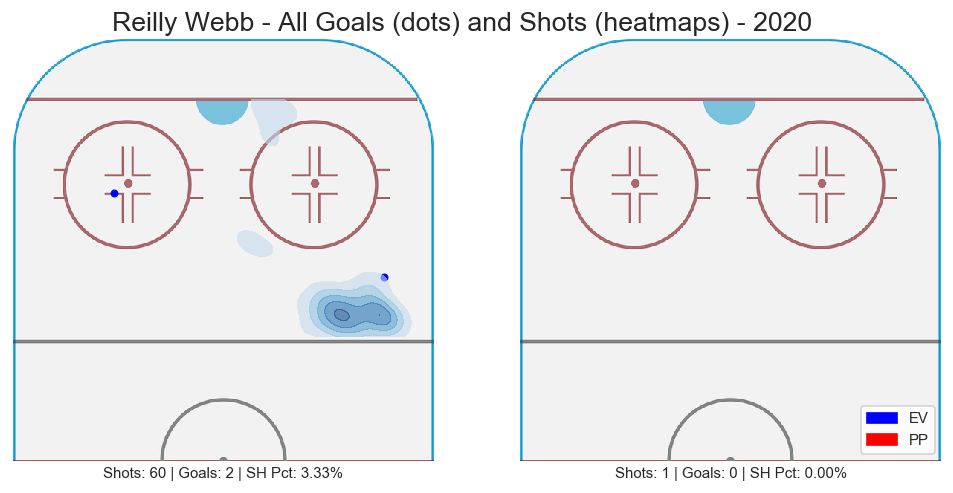 Reilly Webb - All Goals (dots) and Shots (heatmaps) - 2020
EV
PP
Shots: 60 | Goals: 2 | SH Pct: 3.33%
Shots: 1 | Goals: 0 | SH Pct: 0.00%